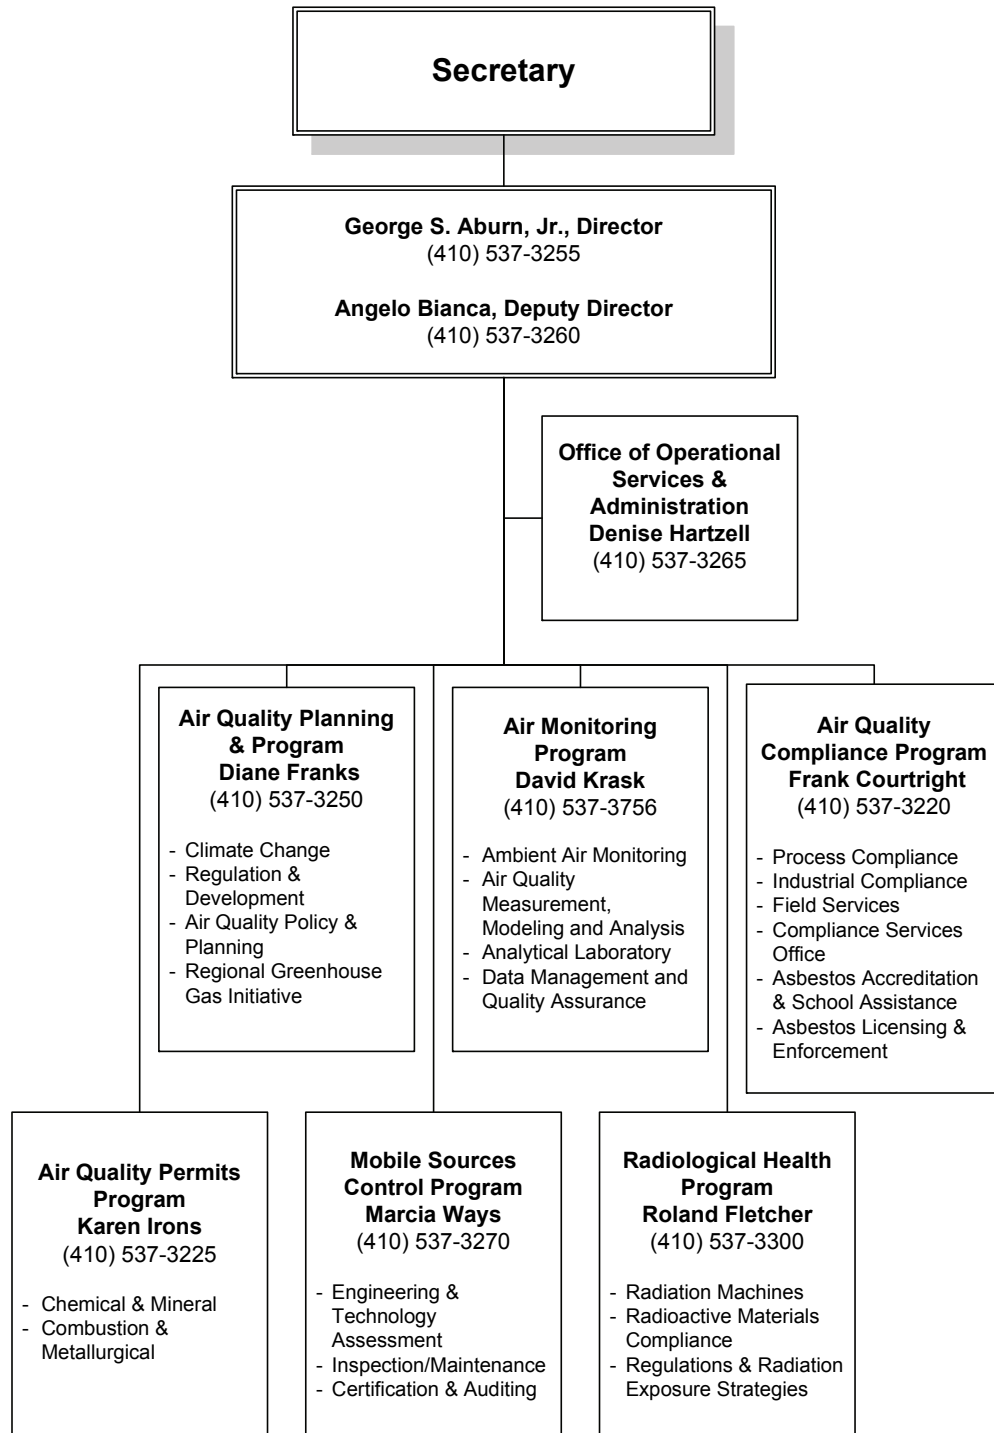 Secretary
George S. Aburn, Jr., Director
(410) 537-3255
Angelo Bianca, Deputy Director
(410) 537-3260
Office of Operational
Services &
Administration
Denise Hartzell
(410) 537-3265
Air Quality Planning
& Program
Diane Franks
(410) 537-3250
- Climate Change
- Regulation &
Development
- Air Quality Policy &
Planning
- Regional Greenhouse
Gas Initiative
Air Monitoring
Program
David Krask
(410) 537-3756
- Ambient Air Monitoring
- Air Quality
Measurement,
Modeling and Analysis
- Analytical Laboratory
- Data Management and
Quality Assurance
Air Quality
Compliance Program
Frank Courtright
(410) 537-3220
- Process Compliance
- Industrial Compliance
- Field Services
- Compliance Services
Office
- Asbestos Accreditation
& School Assistance
- Asbestos Licensing &
Enforcement
Air Quality Permits
Program
Karen Irons
(410) 537-3225
- Chemical & Mineral
- Combustion &
Metallurgical
Mobile Sources
Control Program
Marcia Ways
(410) 537-3270
- Engineering &
Technology
Assessment
- Inspection/Maintenance
- Certification & Auditing
Radiological Health
Program
Roland Fletcher
(410) 537-3300
- Radiation Machines
- Radioactive Materials
Compliance
- Regulations & Radiation
Exposure Strategies